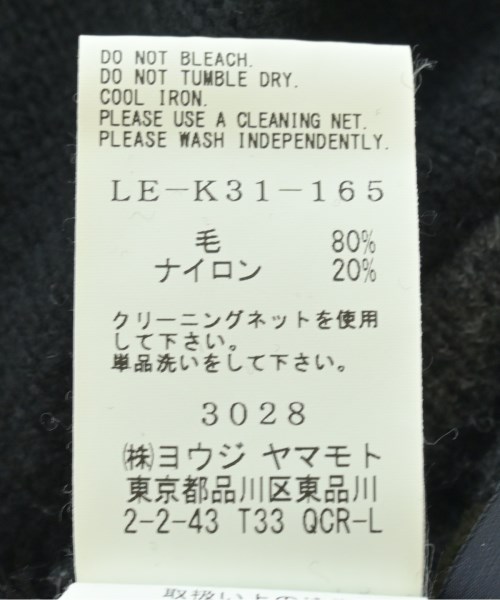 DO NOT BLEACH.
DO NOT TUMBLE DRY.
COOL IRON.
PLEASE USE A CLEANING NET.
PLEASE WASH INDEPENDENTLY.
LE-K31-165
毛 80%
ナイロン 20%
クリーニングネットを使用
して下さい。
単品洗いをして下さい。
3028
㈱ヨウジ ヤマモト
東京都品川区東品川
2-2-43 T33 QCR-L